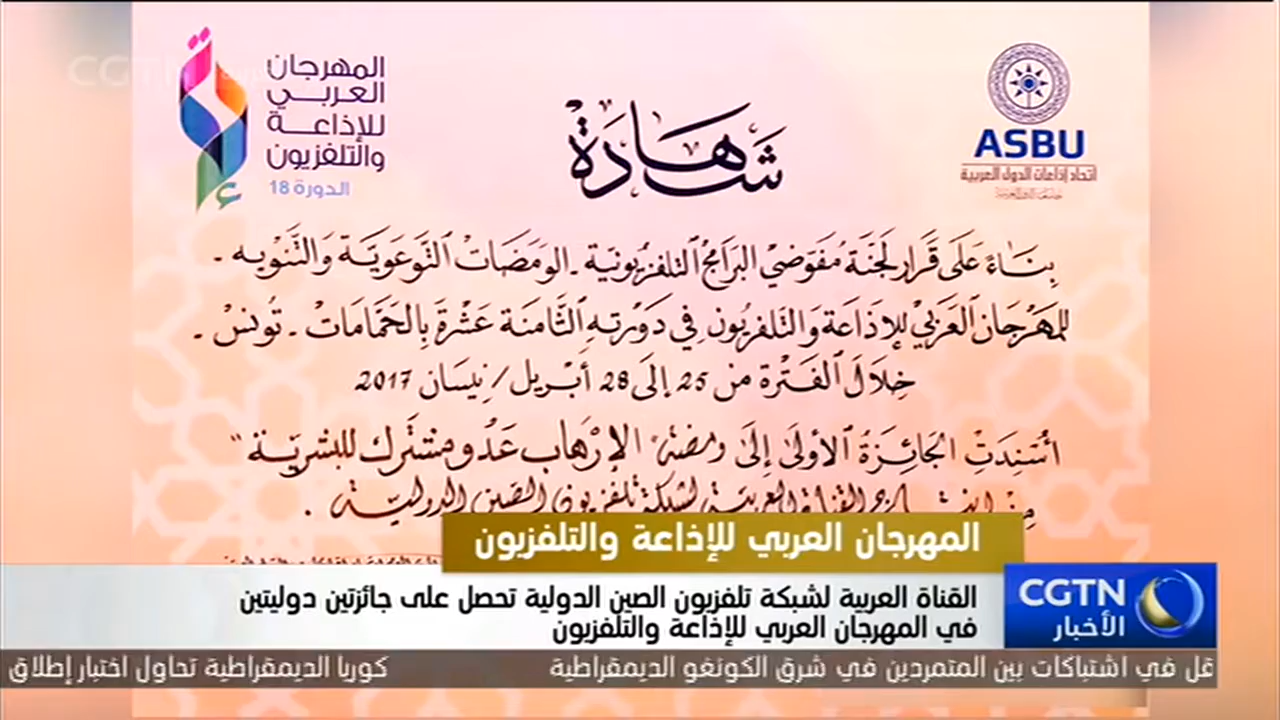 CGTN
المهرجان
العربي
للإذاعة
والتلفزيون
الدورة 18
ASBU
اتحاد إذاعات الدول العربية
شهادة
بناء على قرار لجنة مفوضي البرامج التلفزيونية - الومضات التوعوية والتنويه -
للمهرجان العربي للإذاعة والتلفزيون في دورته الثامنة عشرة بالحمامات - تونس -
خلال الفترة من 25 إلى 28 أبريل/نيسان 2017
أسندت الجائزة الأولى إلى ومضة " الإرهاب عدو مشترك للبشرية "
من القناة العربية لشبكة تلفزيون الصين الدولية .
المهرجان العربي للإذاعة والتلفزيون
القناة العربية لشبكة تلفزيون الصين الدولية تحصل على جائزتين دوليتين
في المهرجان العربي للإذاعة والتلفزيون
CGTN
الأخبار
قل في اشتباكات بين المتمردين في شرق الكونغو الديمقراطية كوريا الديمقراطية تحاول اختبار إطلاق